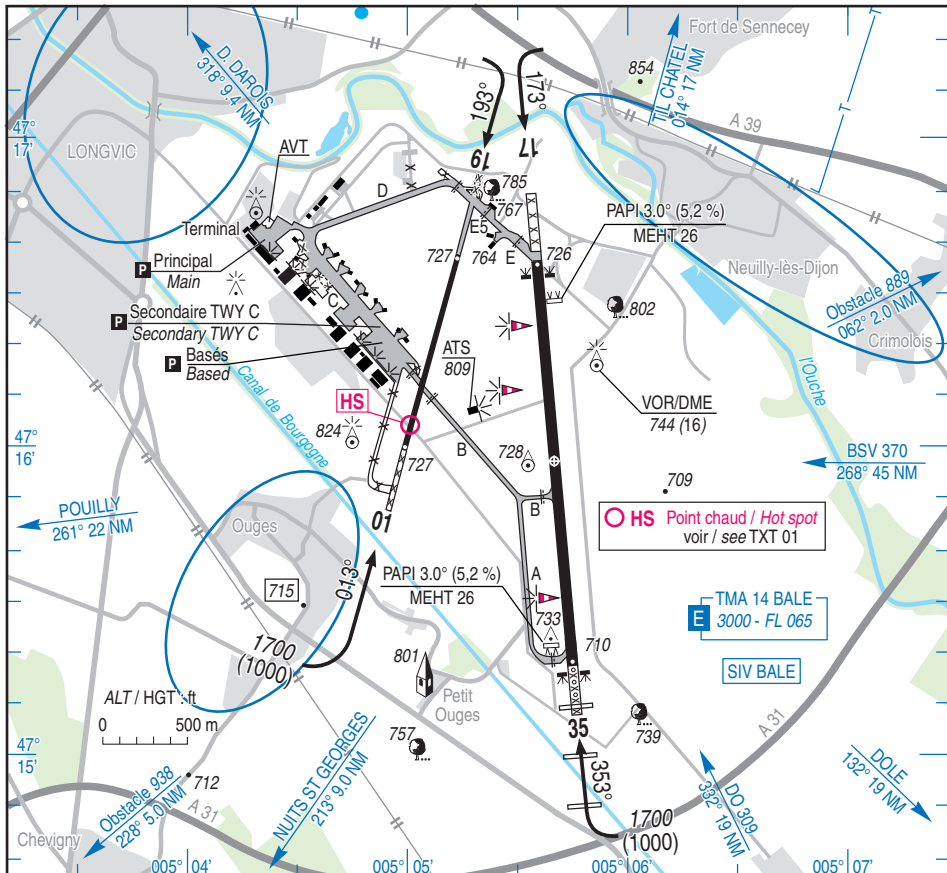 Fort de Sennecey
854
D. DAROIS
318° 9.4 NM
193°
173°
TIL CHATEL
014° 17 NM
T
T
A 39
47°
17'
47°
17'
LONGVIC
AVT
19
17
D
785
767
PAPI 3.0° (5,2 %)
MEHT 26
Terminal
E5
727
764
E
726
P
Principal
Main
Neuilly-lès-Dijon
Obstacle 889
062° 2.0 NM
C
802
P
Secondaire TWY C
Secondary TWY C
Crimolois
P
Basés
Based
ATS
809
l'Ouche
VOR/DME
744 (16)
Canal de Bourgogne
HS
824
47°
16'
47°
16'
B
728
BSV 370
268° 45 NM
727
709
POUILLY
261° 22 NM
B
01
HS Point chaud / Hot spot
voir / see TXT 01
Ouges
013°
PAPI 3.0° (5,2 %)
MEHT 26
A
715
733
E
TMA 14 BALE
3000 - FL 065
1700
(1000)
710
SIV BALE
801
ALT / HGT : ft
0 500 m
Petit
Ouges
35
739
757
A 31
47°
15'
47°
15'
353°
712
Obstacle 938
228° 5.0 NM
A 31
NUITS ST GEORGES
213° 9.0 NM
DO 309
332° 19 NM
DOLE
132° 19 NM
1700
(1000)
Chevigny
005° 04'
005° 05'
005° 06'
005° 07'